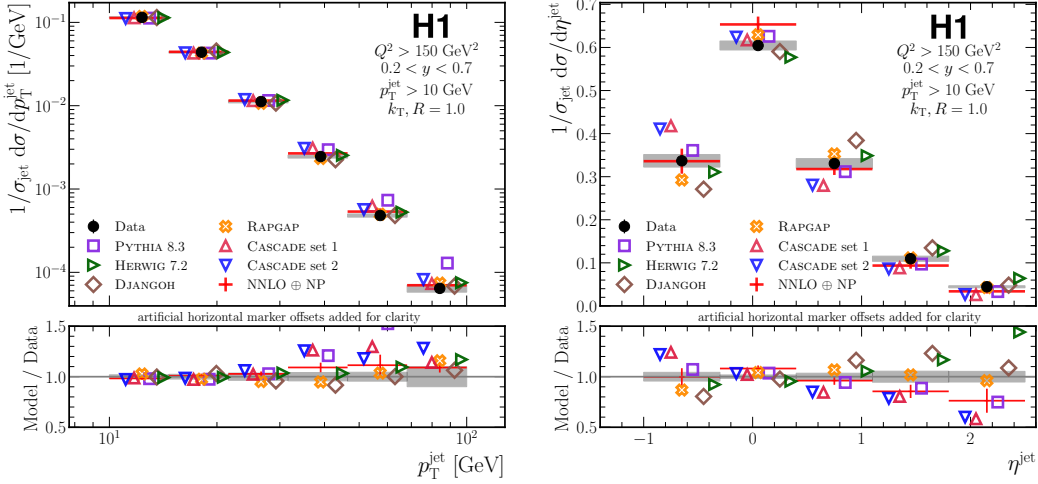 H1
Q² > 150 GeV²
0.2 < y < 0.7
p_T^jet > 10 GeV
k_T, R = 1.0
1/σ_jet dσ/dp_T^jet [1/GeV]
10⁻¹
10⁻²
10⁻³
10⁻⁴
Data
PYTHIA 8.3
HERWIG 7.2
DJANGOH
RAPGAP
CASCADE set 1
CASCADE set 2
NNLO ⊕ NP
artificial horizontal marker offsets added for clarity
Model / Data
1.5
1.0
0.5
10¹
10²
p_T^jet [GeV]
H1
Q² > 150 GeV²
0.2 < y < 0.7
p_T^jet > 10 GeV
k_T, R = 1.0
1/σ_jet dσ/dη^jet
0.7
0.6
0.5
0.4
0.3
0.2
0.1
0.0
Data
PYTHIA 8.3
HERWIG 7.2
DJANGOH
RAPGAP
CASCADE set 1
CASCADE set 2
NNLO ⊕ NP
artificial horizontal marker offsets added for clarity
Model / Data
1.5
1.0
0.5
−1
0
1
2
η^jet